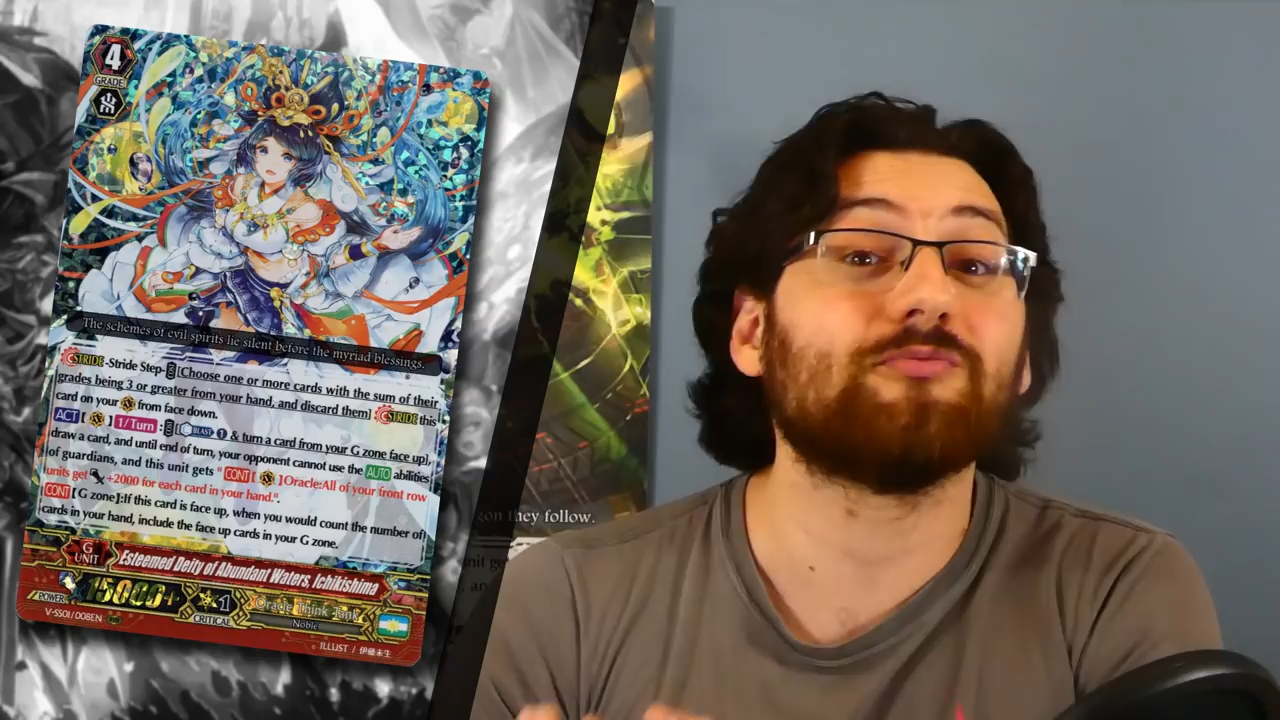 4
GRADE
The schemes of evil spirits lie silent before the myriad blessings.
STRIDE -Stride Step- [Choose one or more cards with the sum of their
grades being 3 or greater from your hand, and discard them] STRIDE this
card on your from face down.
ACT [ ] 1/Turn : [C BLAST 1 & turn a card from your G zone face up],
draw a card, and until end of turn, your opponent cannot use the AUTO abilities
of guardians, and this unit gets " CONT [ ] Oracle:All of your front row
units get +2000 for each card in your hand.".
CONT [G zone]:If this card is face up, when you would count the number of
cards in your hand, include the face up cards in your G zone.
G UNIT
Esteemed Deity of Abundant Waters, Ichikishima
POWER 15000+
1
CRITICAL
Oracle Think Tank
Noble
V-SS01/008EN RRR
ILLUST / 伊藤未生
gon they follow.